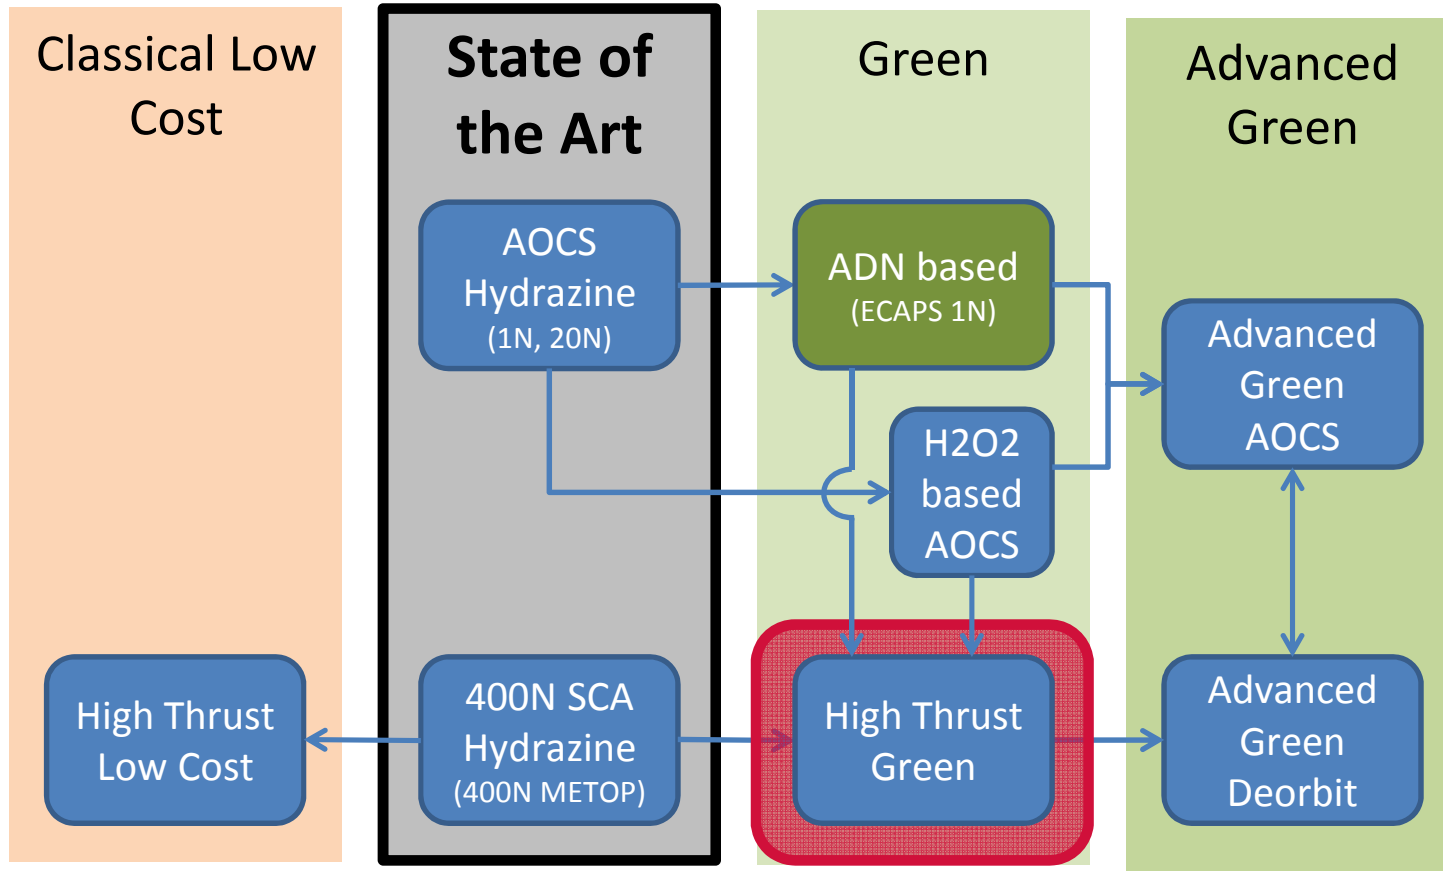 Classical Low
Cost
State of
the Art
Green
Advanced
Green
AOCS
Hydrazine
(1N, 20N)
ADN based
(ECAPS 1N)
Advanced
Green
AOCS
H2O2
based
AOCS
High Thrust
Low Cost
400N SCA
Hydrazine
(400N METOP)
High Thrust
Green
Advanced
Green
Deorbit